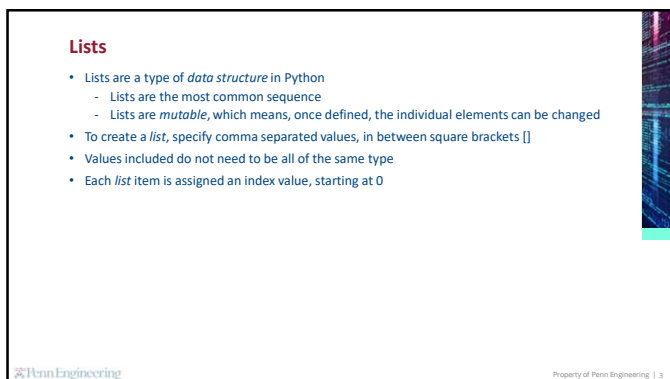 Lists
• Lists are a type of data structure in Python
- Lists are the most common sequence
- Lists are mutable, which means, once defined, the individual elements can be changed
• To create a list, specify comma separated values, in between square brackets []
• Values included do not need to be all of the same type
• Each list item is assigned an index value, starting at 0
Penn Engineering
Property of Penn Engineering | 3